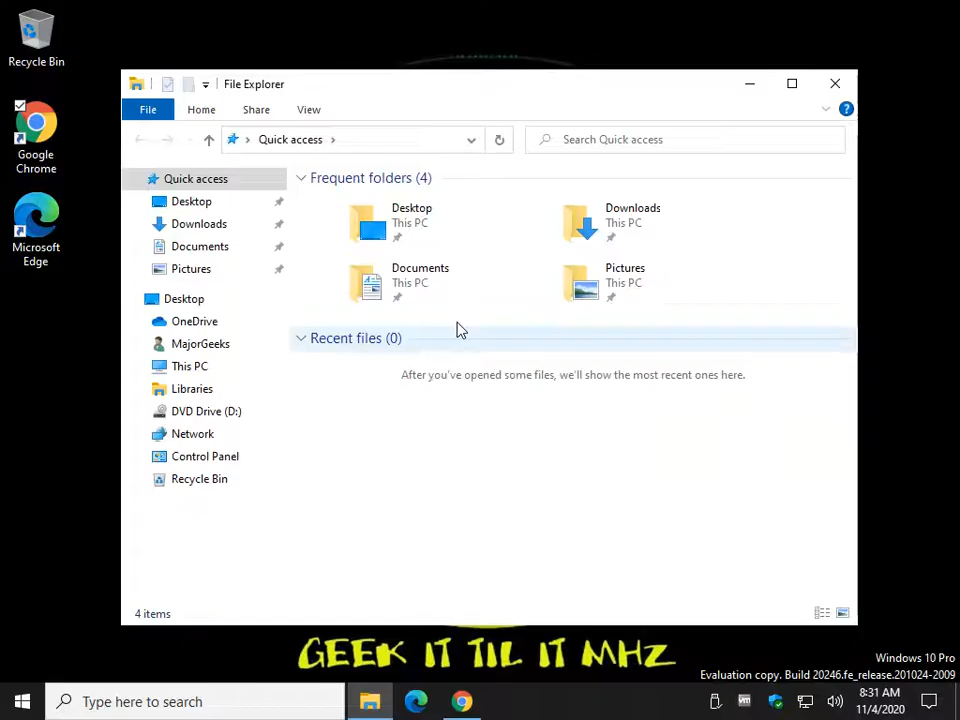 Recycle Bin
Google
Chrome
Microsoft
Edge
File Explorer
File Home Share View
Quick access
Search Quick access
Quick access
Desktop
Downloads
Documents
Pictures
Desktop
OneDrive
MajorGeeks
This PC
Libraries
DVD Drive (D:)
Network
Control Panel
Recycle Bin
Frequent folders (4)
Desktop
This PC
Downloads
This PC
Documents
This PC
Pictures
This PC
Recent files (0)
After you've opened some files, we'll show the most recent ones here.
4 items
GEEK IT TIL IT MHZ
Windows 10 Pro
Evaluation copy. Build 20246.fe_release.201024-2009
Type here to search
8:31 AM
11/4/2020